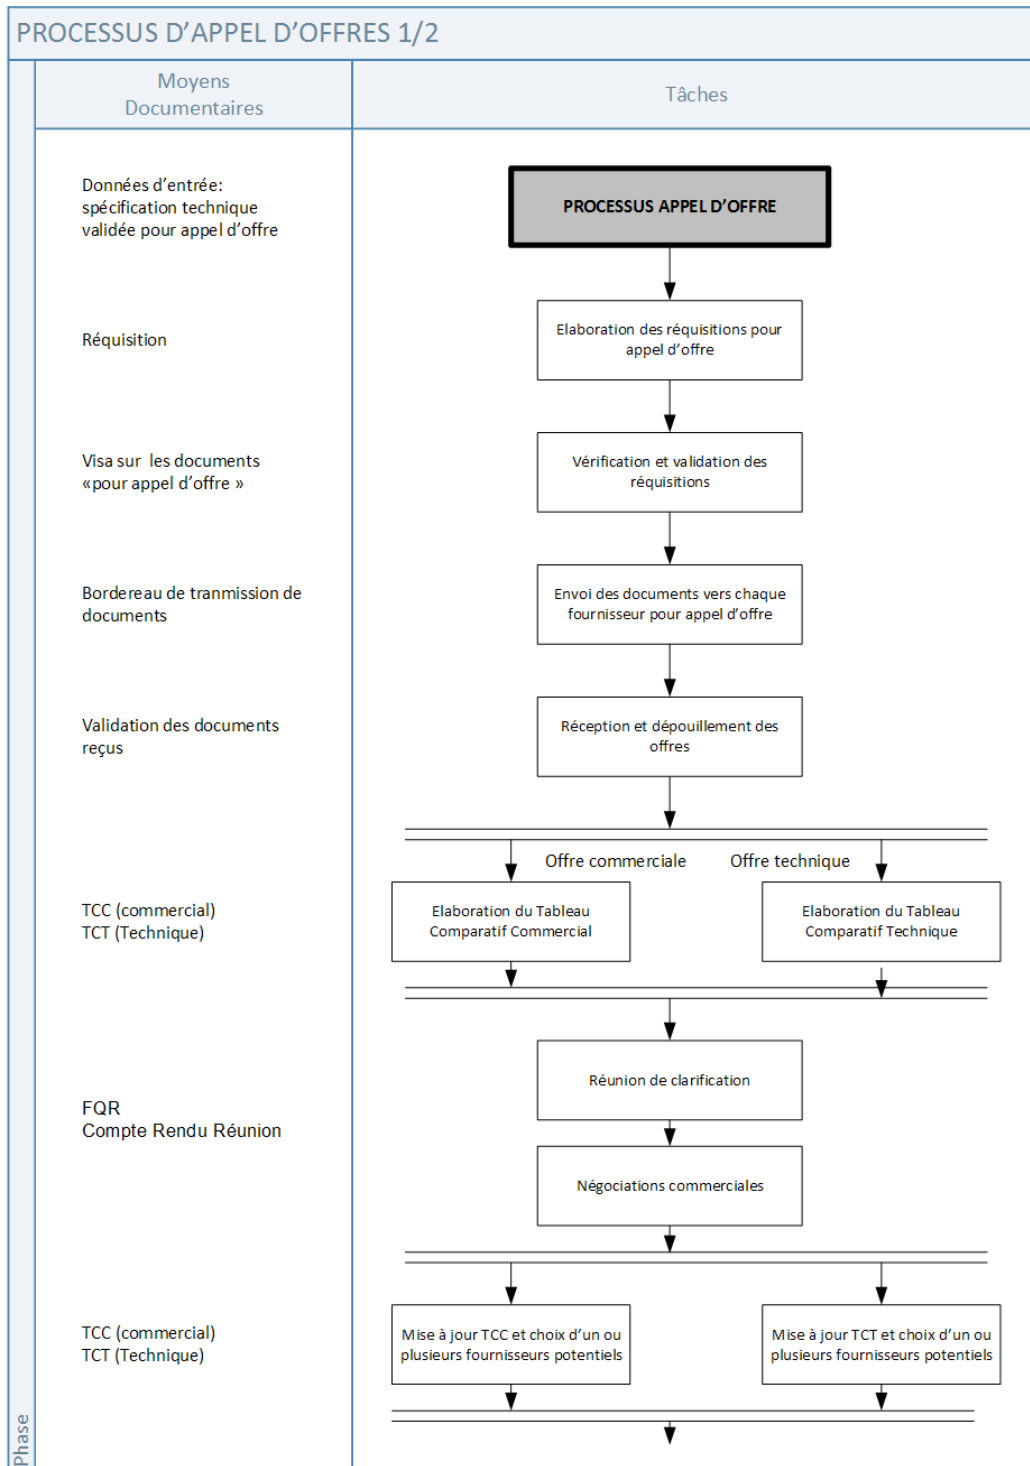 PROCESSUS D’APPEL D’OFFRES 1/2
Moyens
Documentaires
Tâches
Données d’entrée:
spécification technique
validée pour appel d’offre
PROCESSUS APPEL D’OFFRE
Réquisition
Elaboration des réquisitions pour
appel d’offre
Visa sur les documents
«pour appel d’offre »
Vérification et validation des
réquisitions
Bordereau de tranmission de
documents
Envoi des documents vers chaque
fournisseur pour appel d’offre
Validation des documents
reçus
Réception et dépouillement des
offres
Offre commerciale
Offre technique
TCC (commercial)
TCT (Technique)
Elaboration du Tableau
Comparatif Commercial
Elaboration du Tableau
Comparatif Technique
Réunion de clarification
FQR
Compte Rendu Réunion
Négociations commerciales
TCC (commercial)
TCT (Technique)
Mise à jour TCC et choix d’un ou
plusieurs fournisseurs potentiels
Mise à jour TCT et choix d’un ou
plusieurs fournisseurs potentiels
Phase